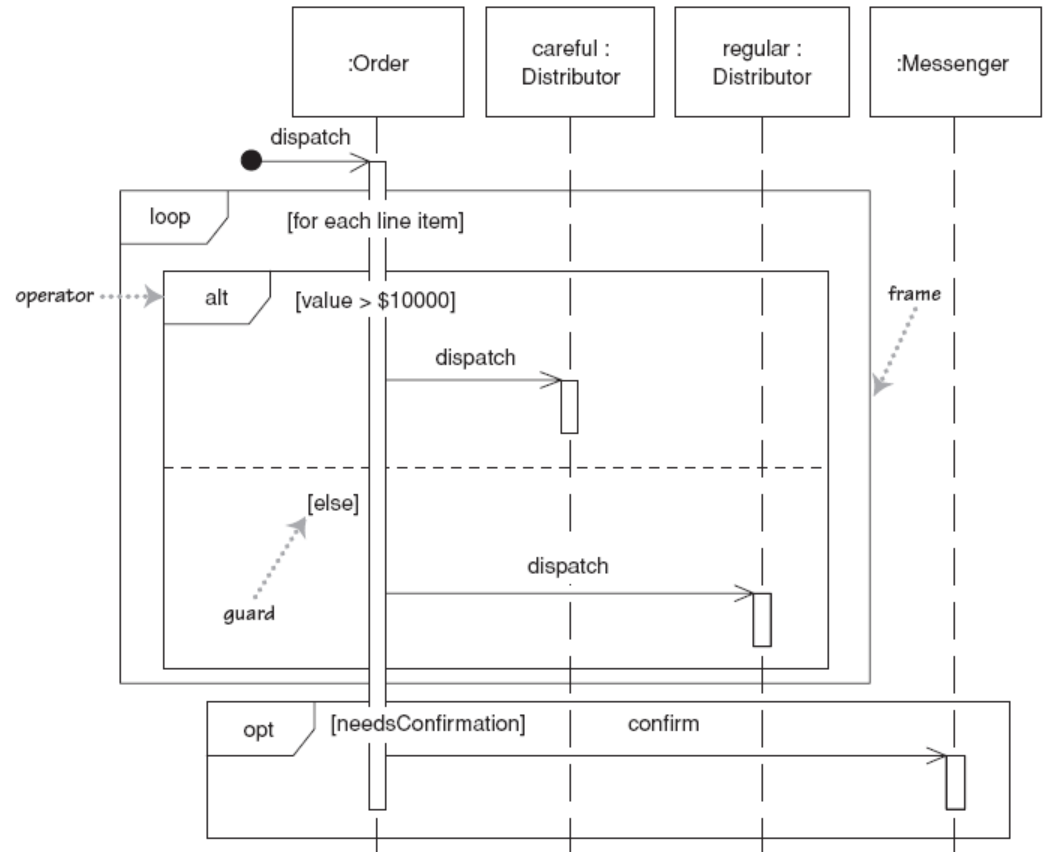 :Order
careful :
Distributor
regular :
Distributor
:Messenger
dispatch
loop
[for each line item]
operator
alt
[value > $10000]
frame
dispatch
[else]
dispatch
guard
opt
[needsConfirmation]
confirm